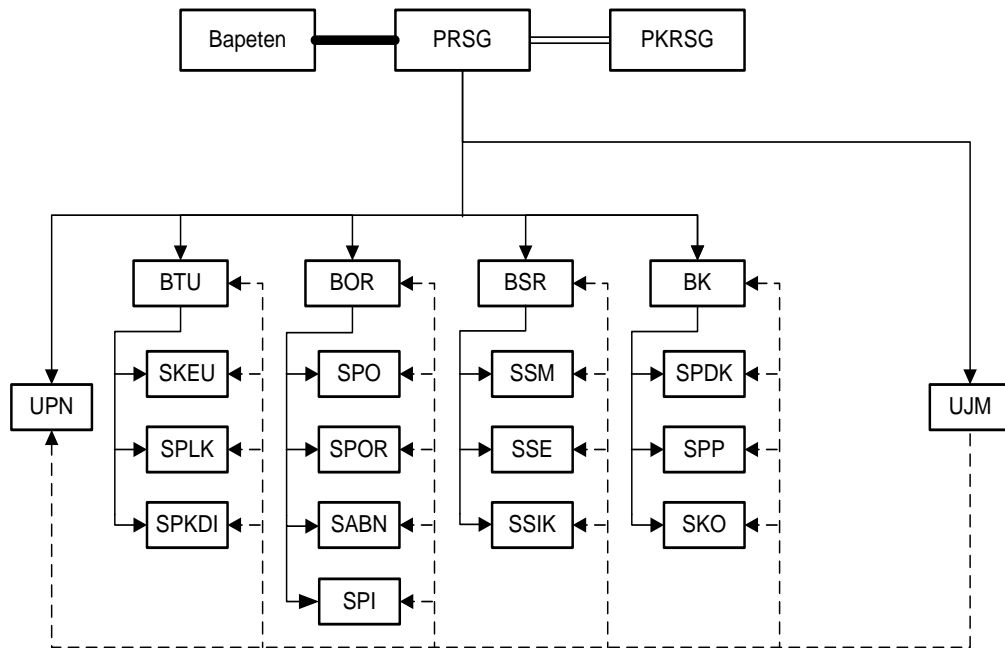 Bapeten
PRSG
PKRSG
BTU
BOR
BSR
BK
SKEU
SPO
SSM
SPDK
UPN
UJM
SPLK
SPOR
SSE
SPP
SPKDI
SABN
SSIK
SKO
SPI